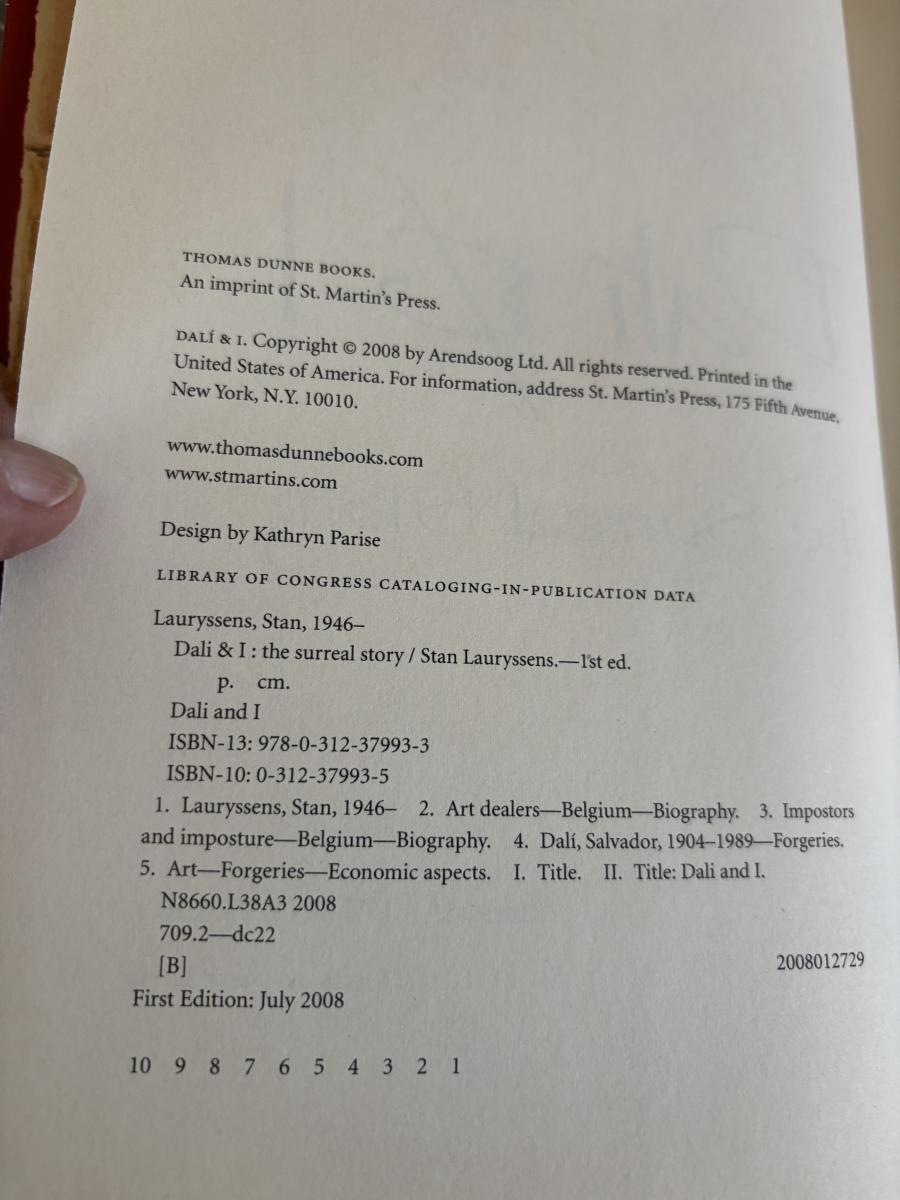 THOMAS DUNNE BOOKS.
An imprint of St. Martin's Press.
DALÍ & I. Copyright © 2008 by Arendsoog Ltd. All rights reserved. Printed in the
United States of America. For information, address St. Martin's Press, 175 Fifth Avenue,
New York, N.Y. 10010.
www.thomasdunnebooks.com
www.stmartins.com
Design by Kathryn Parise
LIBRARY OF CONGRESS CATALOGING-IN-PUBLICATION DATA
Lauryssens, Stan, 1946–
Dali & I : the surreal story / Stan Lauryssens.—1st ed.
p. cm.
Dali and I
ISBN-13: 978-0-312-37993-3
ISBN-10: 0-312-37993-5
1. Lauryssens, Stan, 1946– 2. Art dealers—Belgium—Biography. 3. Impostors
and imposture—Belgium—Biography. 4. Dalí, Salvador, 1904–1989—Forgeries.
5. Art—Forgeries—Economic aspects. I. Title. II. Title: Dali and I.
N8660.L38A3 2008
709.2—dc22
[B] 2008012729
First Edition: July 2008
10 9 8 7 6 5 4 3 2 1